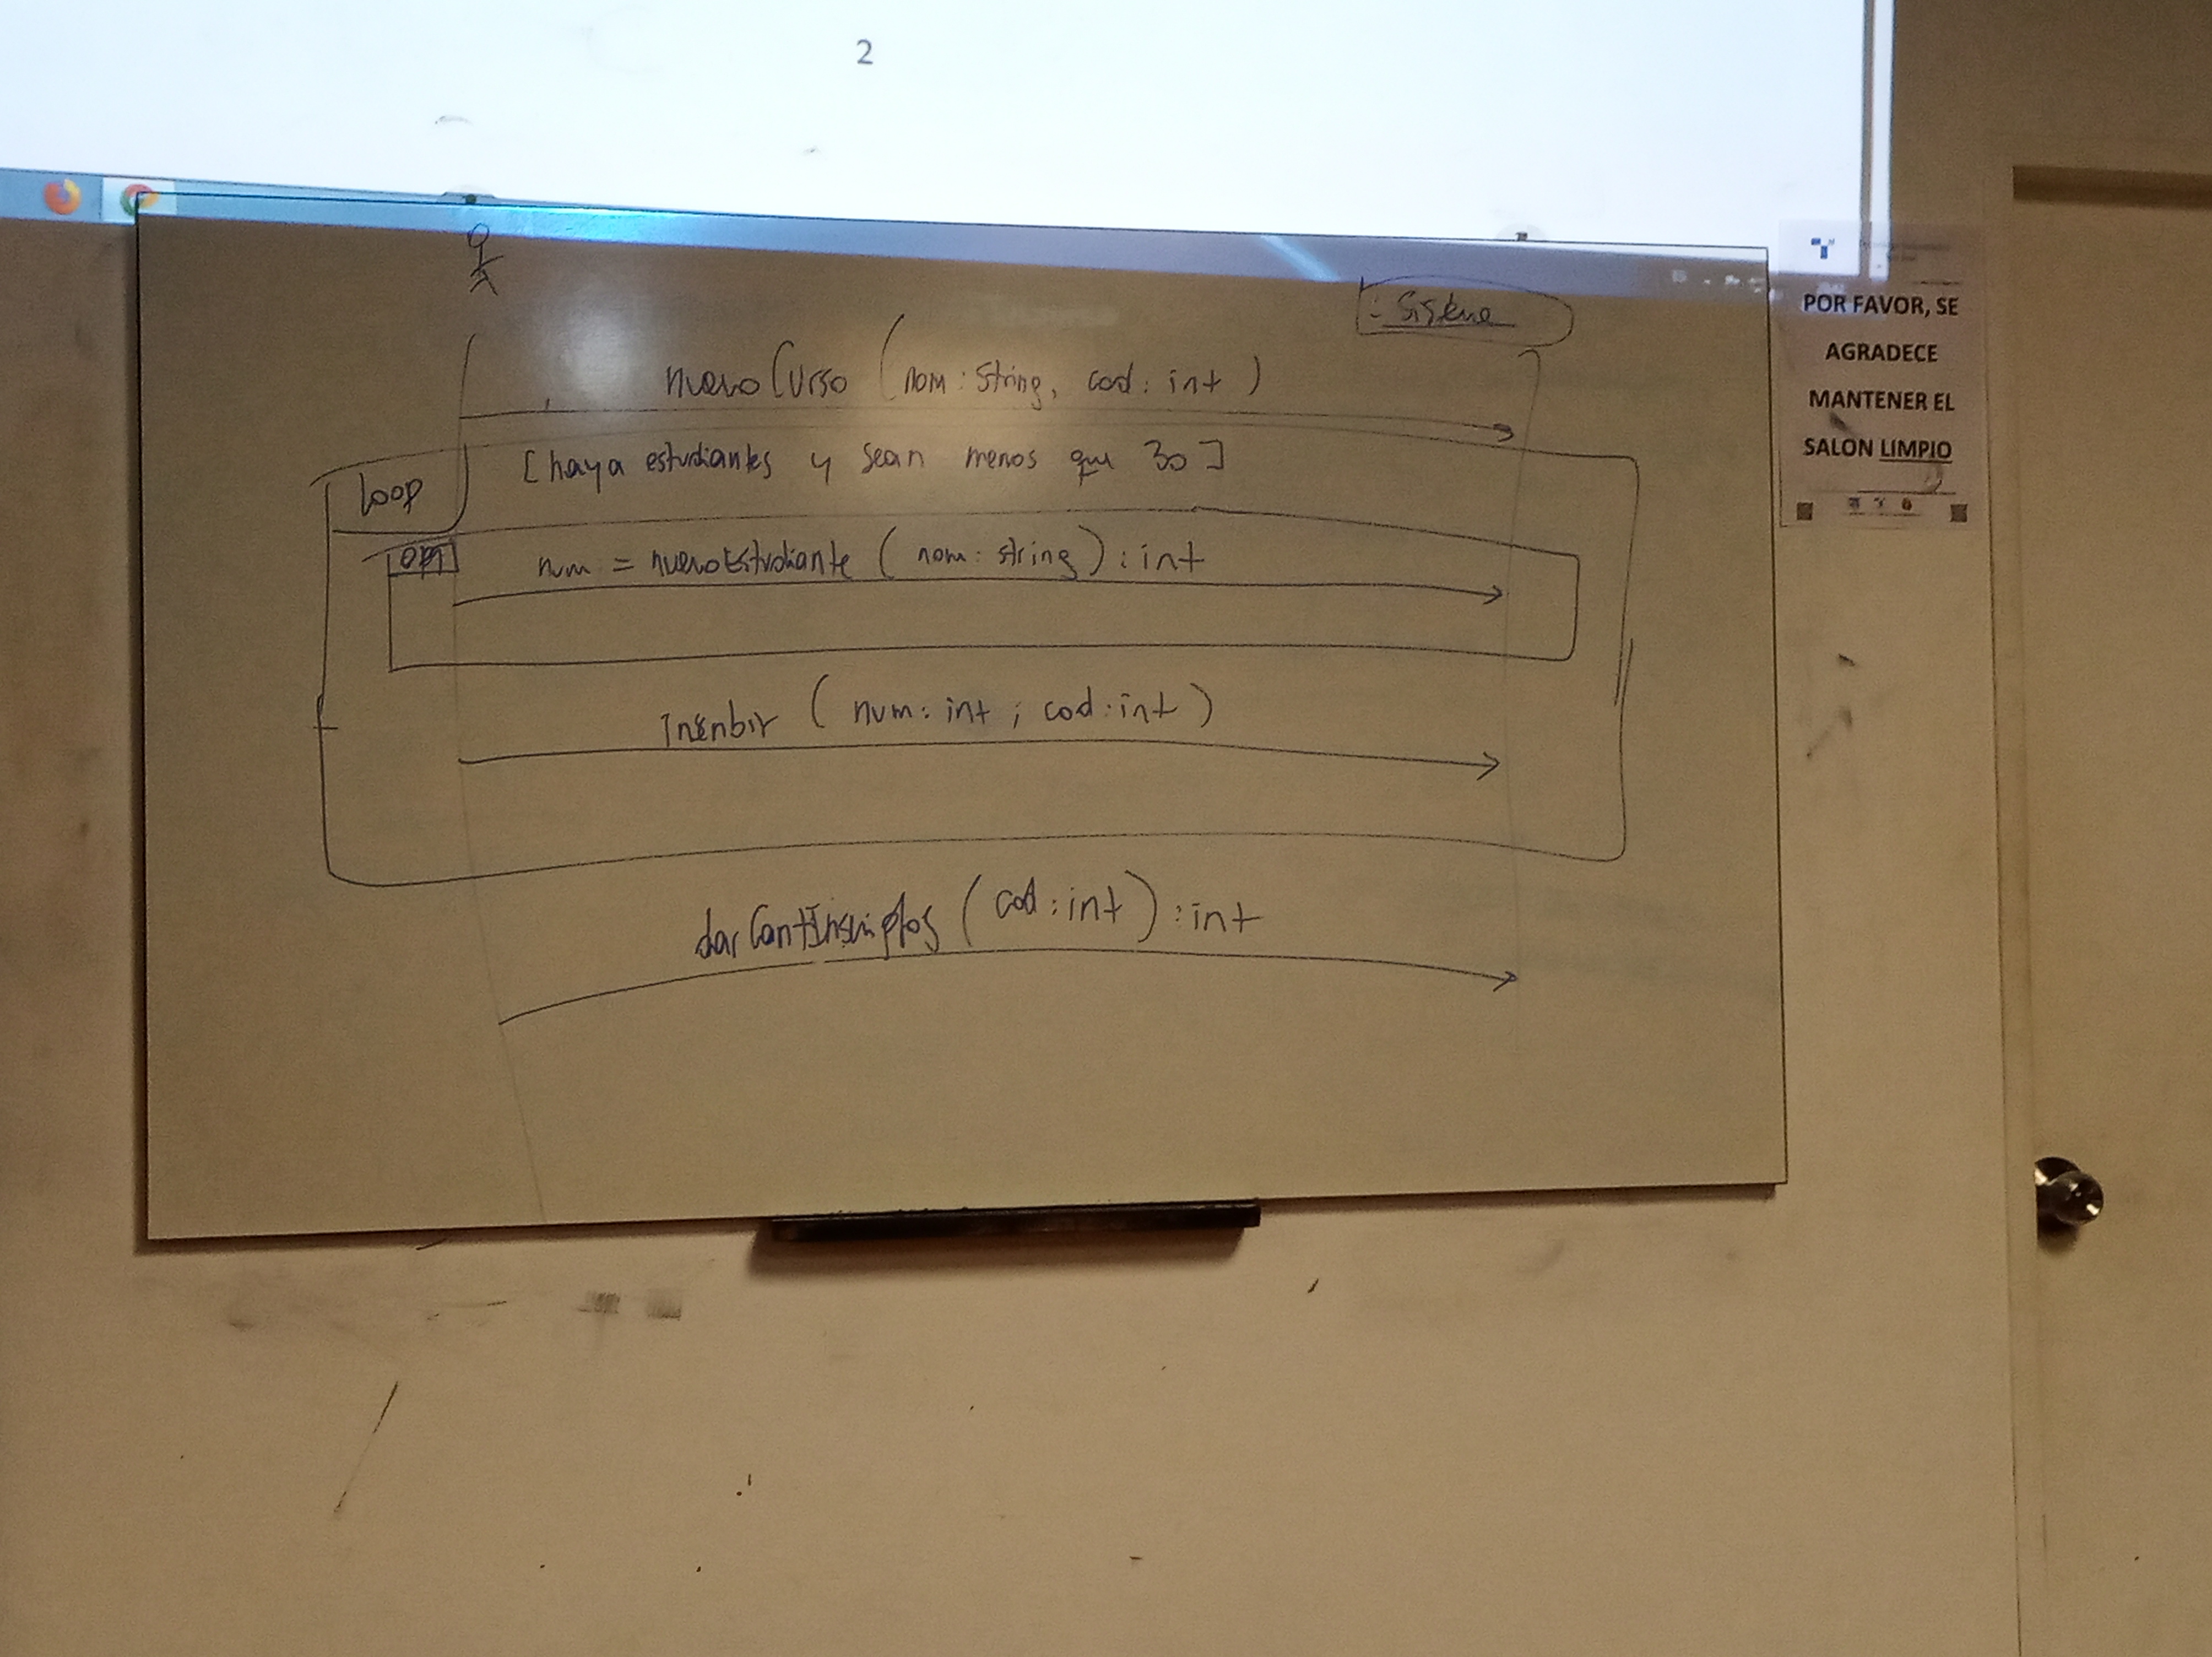 2
: Sistema
nuevoCurso (nom: string, cod: int)
loop
[haya estudiantes y sean menos que 30]
opt
num = nuevoEstudiante (nom: string) : int
Inscribir (num: int ; cod: int)
darCantInscriptos (cod: int) : int
POR FAVOR, SE
AGRADECE
MANTENER EL
SALON LIMPIO